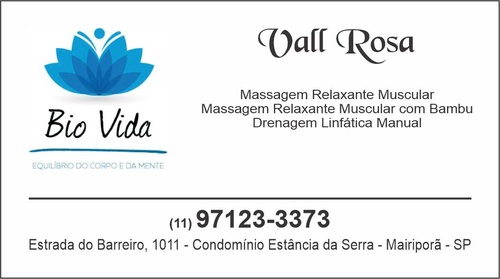 Vall Rosa
Massagem Relaxante Muscular
Massagem Relaxante Muscular com Bambu
Drenagem Linfática Manual
Bio Vida
EQUILÍBRIO DO CORPO E DA MENTE
(11) 97123-3373
Estrada do Barreiro, 1011 - Condomínio Estância da Serra - Mairiporã - SP